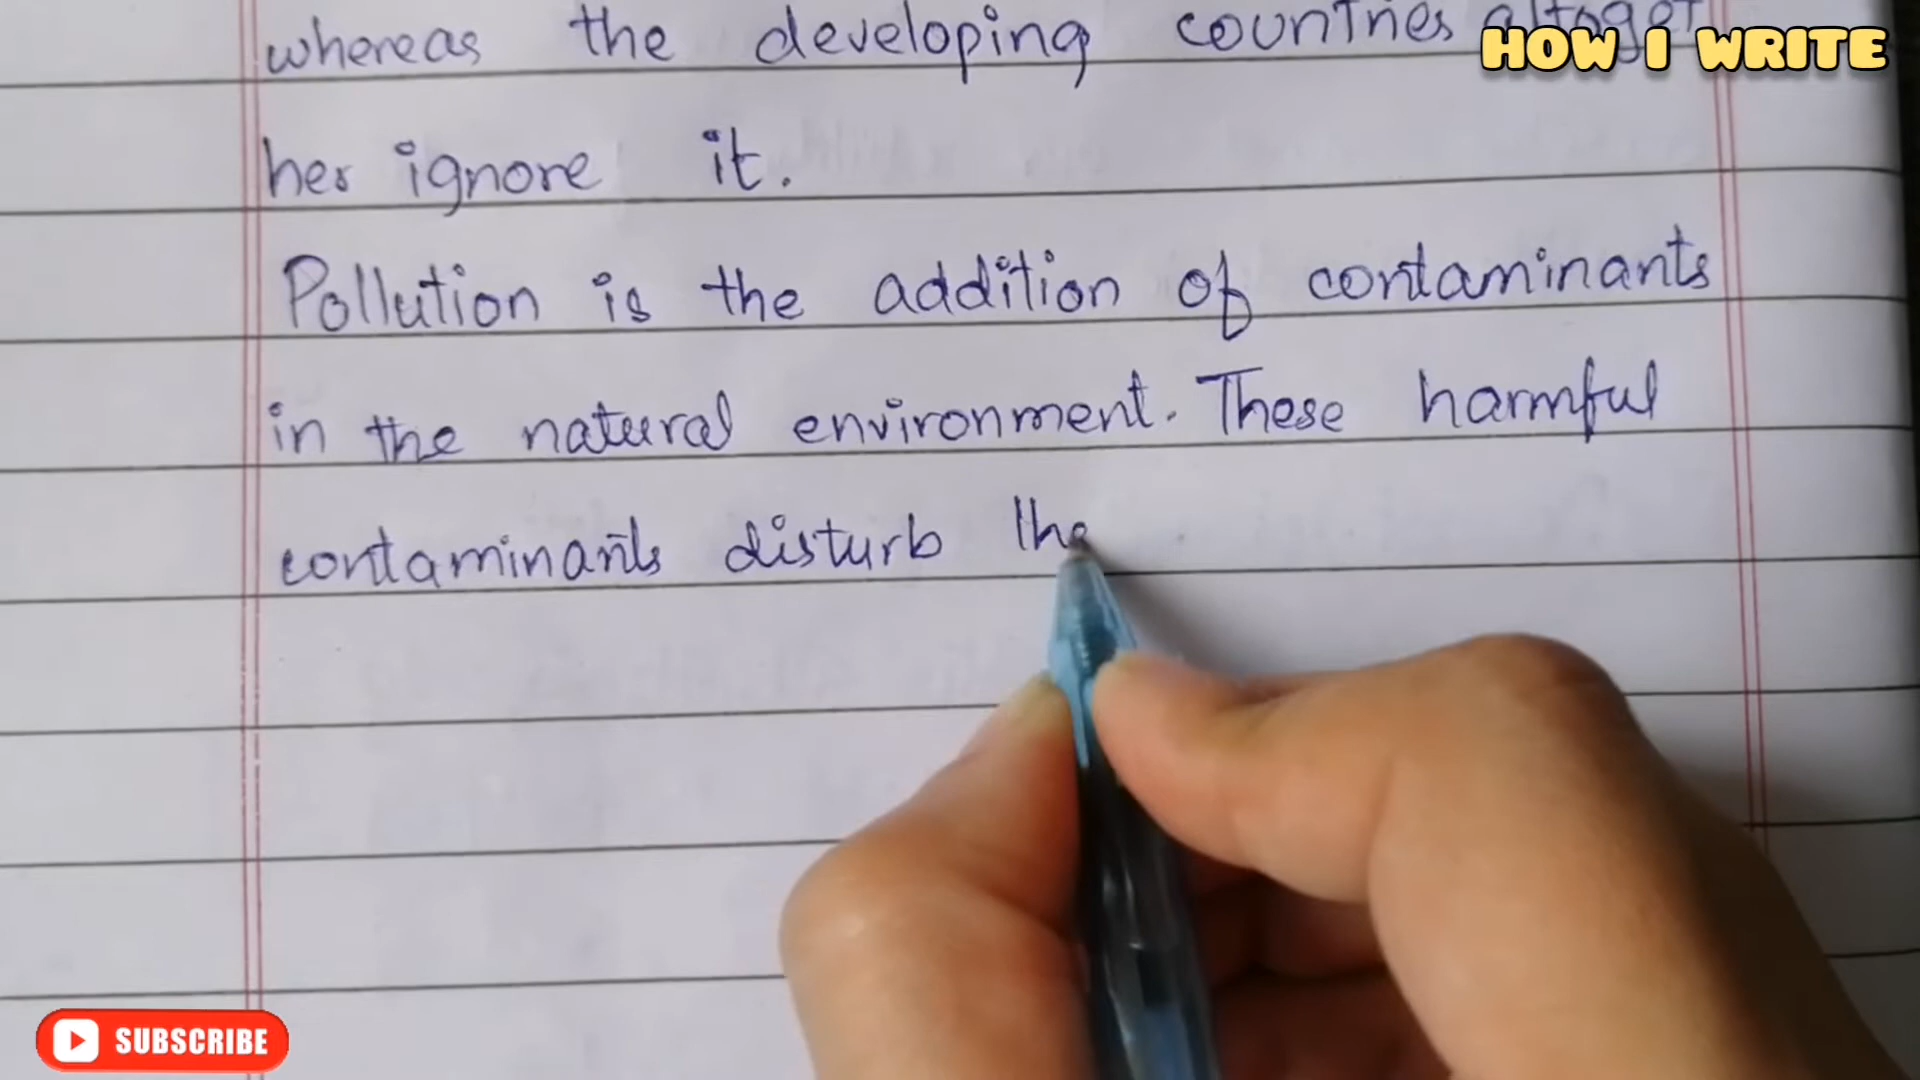 whereas the developing countries altoget
HOW I WRITE
her ignore it.
Pollution is the addition of contaminants
in the natural environment. These harmful
contaminants disturb the
SUBSCRIBE